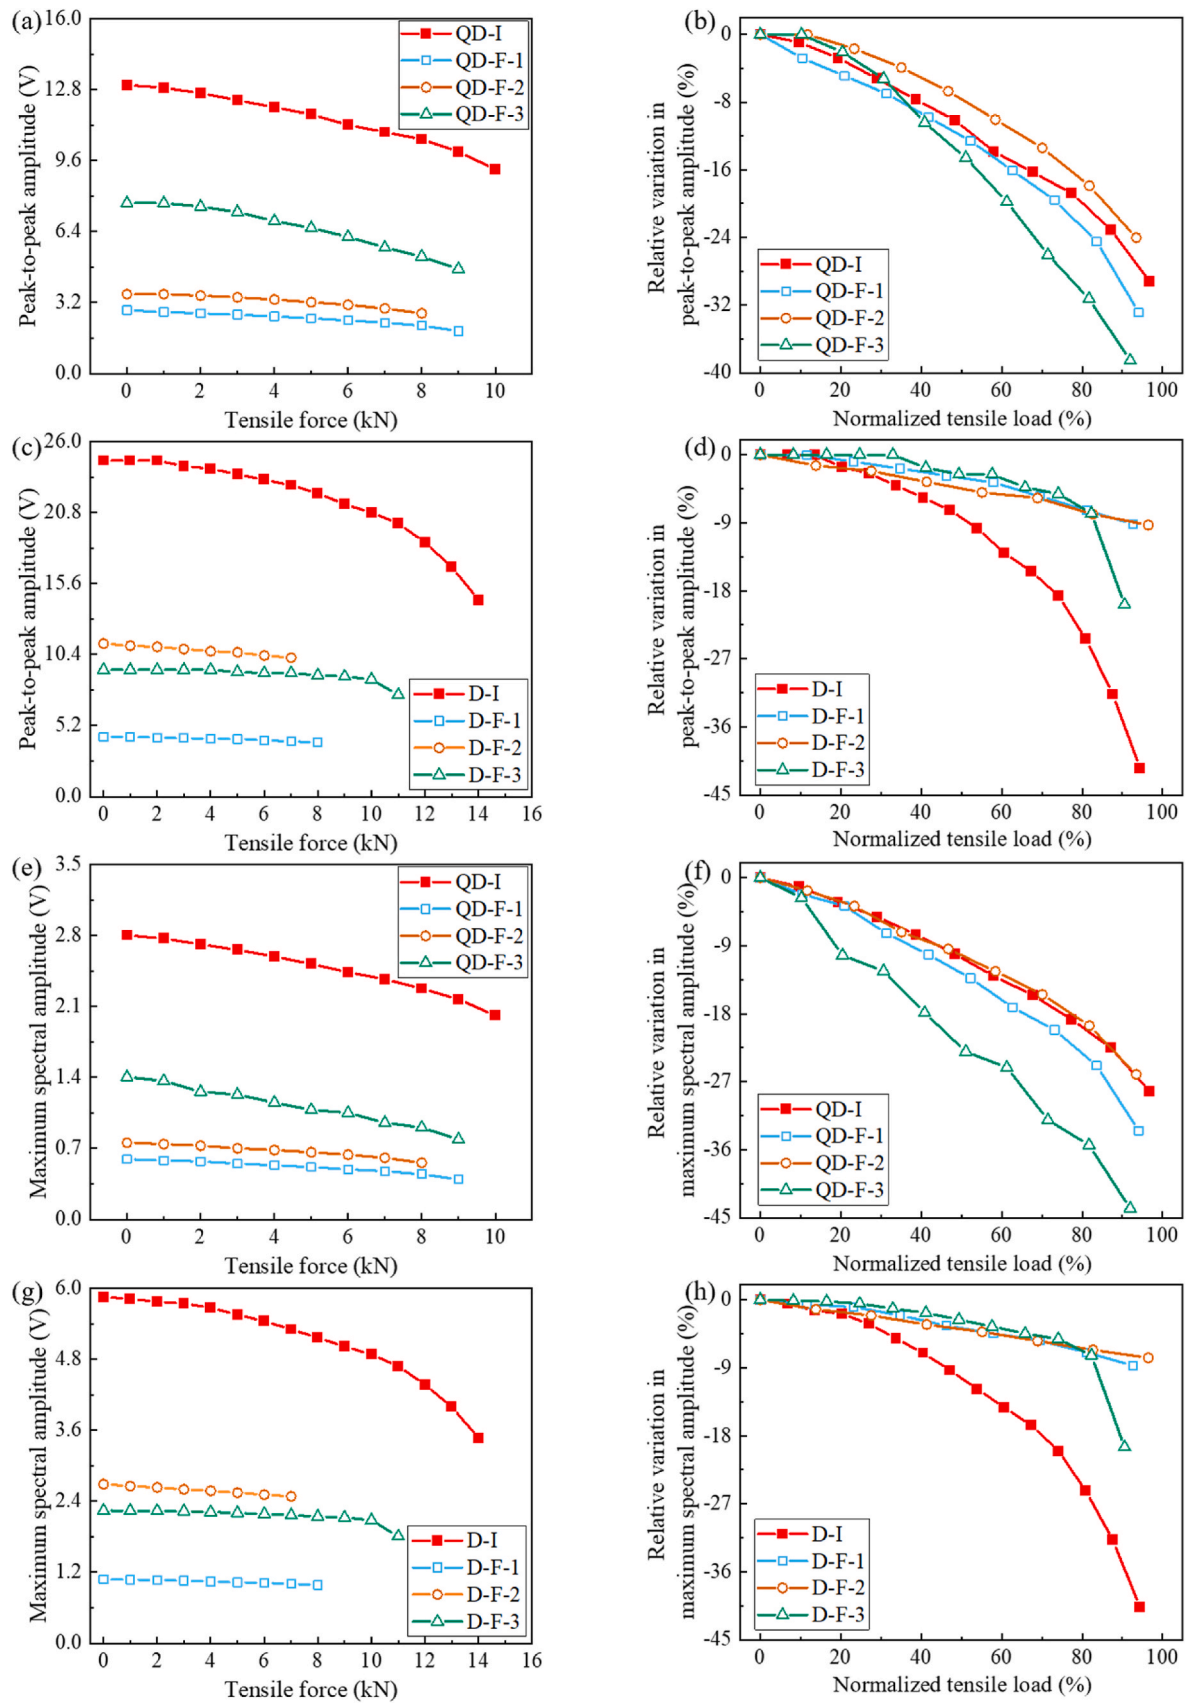 (a)
Peak-to-peak amplitude (V)
16.0
12.8
9.6
6.4
3.2
0.0
QD-I
QD-F-1
QD-F-2
QD-F-3
0 2 4 6 8 10
Tensile force (kN)
(b)
Relative variation in
peak-to-peak amplitude (%)
0
-8
-16
-24
-32
-40
QD-I
QD-F-1
QD-F-2
QD-F-3
0 20 40 60 80 100
Normalized tensile load (%)
(c)
Peak-to-peak amplitude (V)
26.0
20.8
15.6
10.4
5.2
0.0
D-I
D-F-1
D-F-2
D-F-3
0 2 4 6 8 10 12 14 16
Tensile force (kN)
(d)
Relative variation in
peak-to-peak amplitude (%)
0
-9
-18
-27
-36
-45
D-I
D-F-1
D-F-2
D-F-3
0 20 40 60 80 100
Normalized tensile load (%)
(e)
Maximum spectral amplitude (V)
3.5
2.8
2.1
1.4
0.7
0.0
QD-I
QD-F-1
QD-F-2
QD-F-3
0 2 4 6 8 10
Tensile force (kN)
(f)
Relative variation in
maximum spectral amplitude (%)
0
-9
-18
-27
-36
-45
QD-I
QD-F-1
QD-F-2
QD-F-3
0 20 40 60 80 100
Normalized tensile load (%)
(g)
Maximum spectral amplitude (V)
6.0
4.8
3.6
2.4
1.2
0.0
D-I
D-F-1
D-F-2
D-F-3
0 2 4 6 8 10 12 14 16
Tensile force (kN)
(h)
Relative variation in
maximum spectral amplitude (%)
0
-9
-18
-27
-36
-45
D-I
D-F-1
D-F-2
D-F-3
0 20 40 60 80 100
Normalized tensile load (%)